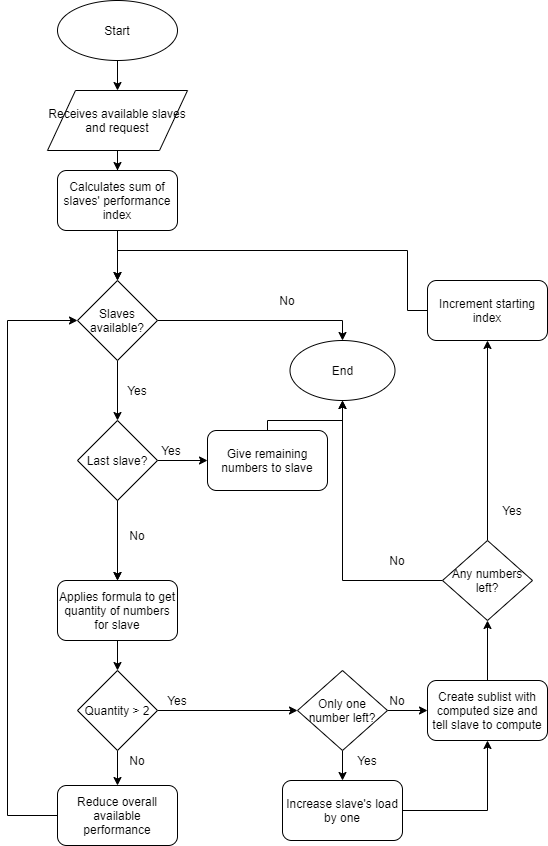 Start
Receives available slaves
and request
Calculates sum of
slaves' performance
index
Slaves
available?
No
Increment starting
index
End
Yes
Last slave?
Yes
Give remaining
numbers to slave
No
Yes
Applies formula to get
quantity of numbers
for slave
No
Any numbers
left?
Quantity > 2
Yes
Only one
number left?
No
Create sublist with
computed size and
tell slave to compute
No
Yes
Reduce overall
available
performance
Increase slave's load
by one